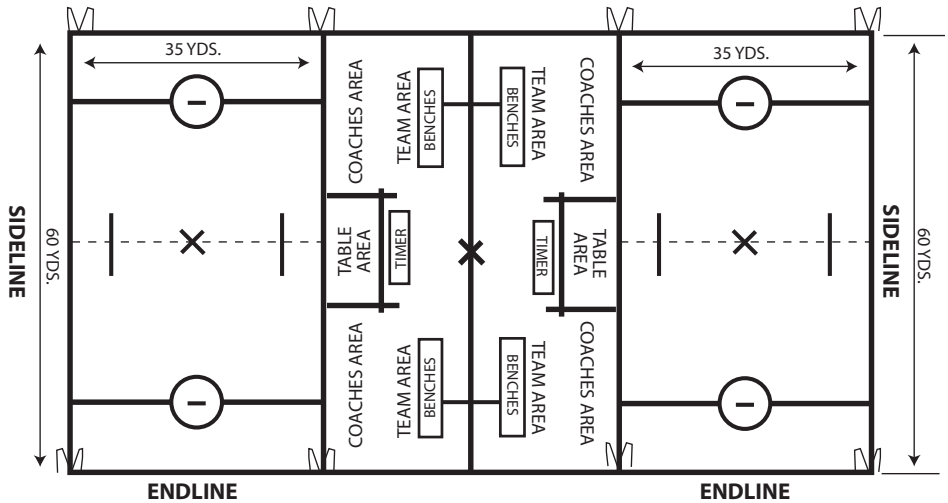 35 YDS.
35 YDS.
COACHES AREA
TEAM AREA
BENCHES
BENCHES
TEAM AREA
COACHES AREA
SIDELINE
60 YDS.
TABLE
AREA
TIMER
TIMER
TABLE
AREA
SIDELINE
60 YDS.
COACHES AREA
TEAM AREA
BENCHES
BENCHES
TEAM AREA
COACHES AREA
ENDLINE
ENDLINE